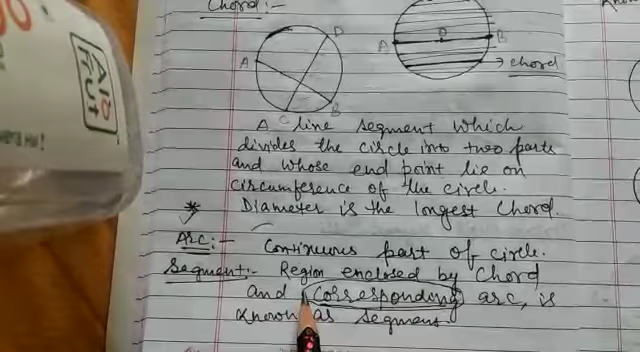 Chord:-
D
A
B
C
A
D
B
chord
A line segment which
divides the circle into two parts
and whose end point lie on
circumference of the circle.
* Diameter is the longest Chord.
Arc:- Continuous part of circle.
Segment:- Region enclosed by Chord
and corresponding arc, is
known as segment.